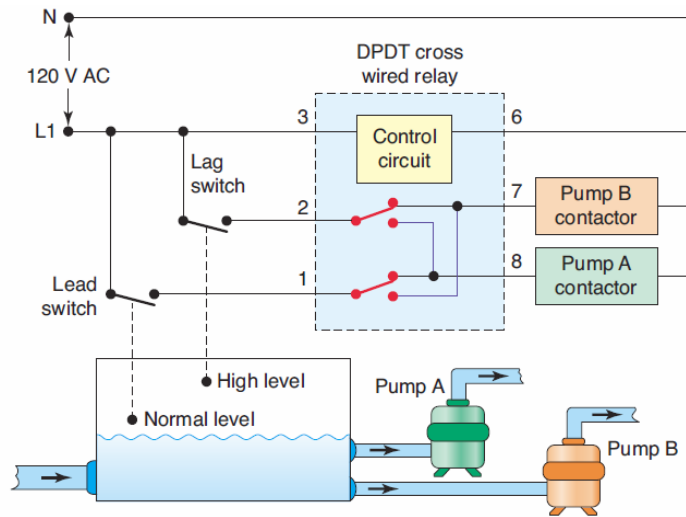 N
120 V AC
L1
DPDT cross
wired relay
3
Control
circuit
6
Lag
switch
2
7
Pump B
contactor
Lead
switch
1
8
Pump A
contactor
High level
Normal level
Pump A
Pump B